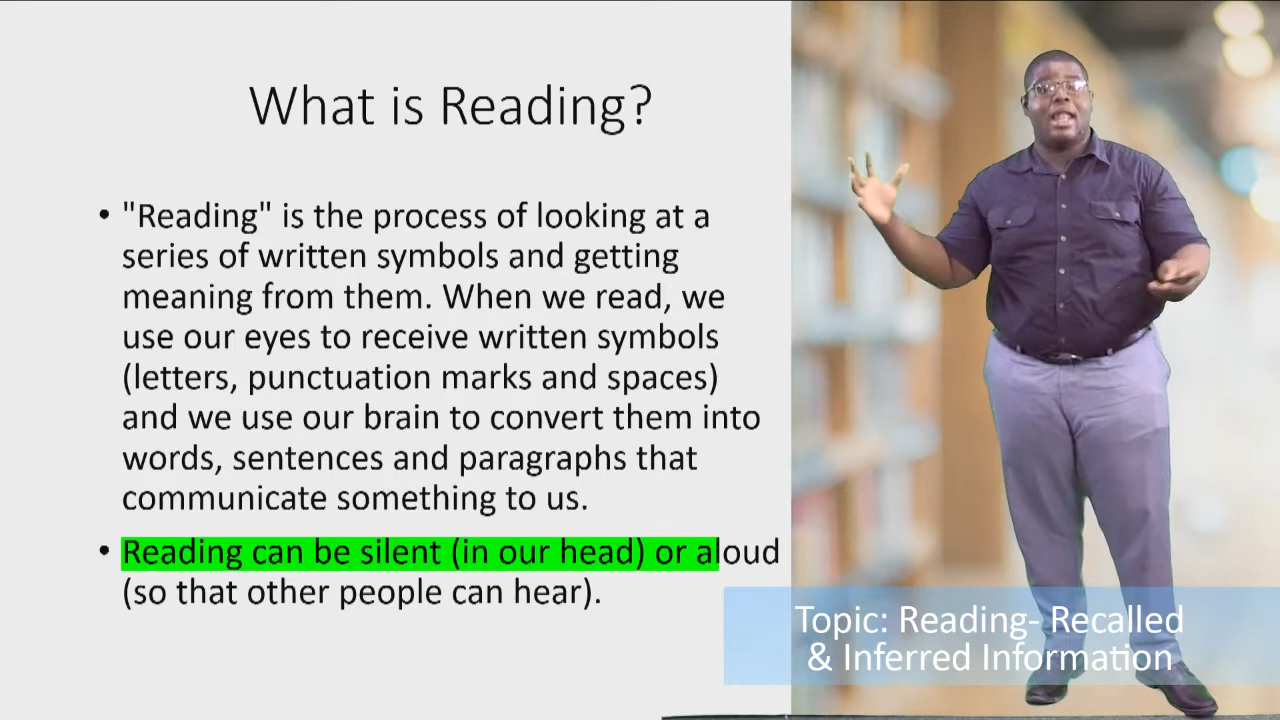 What is Reading?
• "Reading" is the process of looking at a
series of written symbols and getting
meaning from them. When we read, we
use our eyes to receive written symbols
(letters, punctuation marks and spaces)
and we use our brain to convert them into
words, sentences and paragraphs that
communicate something to us.
• Reading can be silent (in our head) or aloud
(so that other people can hear).
Topic: Reading- Recalled
& Inferred Information